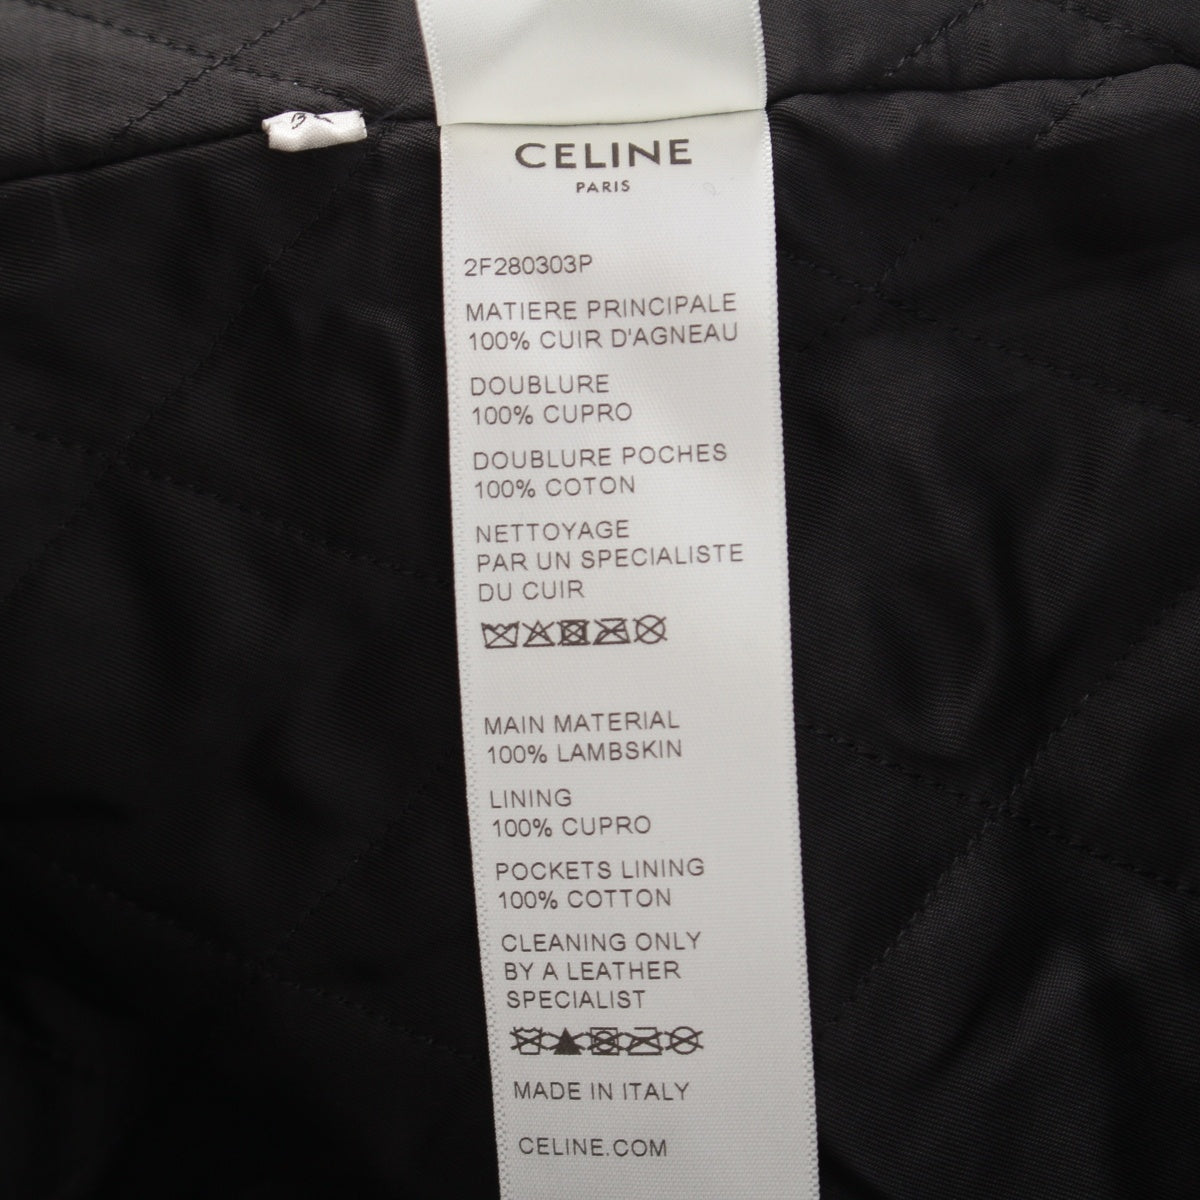 CELINE
PARIS
2F280303P
MATIERE PRINCIPALE
100% CUIR D'AGNEAU
DOUBLURE
100% CUPRO
DOUBLURE POCHES
100% COTON
NETTOYAGE
PAR UN SPECIALISTE
DU CUIR
MAIN MATERIAL
100% LAMBSKIN
LINING
100% CUPRO
POCKETS LINING
100% COTTON
CLEANING ONLY
BY A LEATHER
SPECIALIST
MADE IN ITALY
CELINE.COM